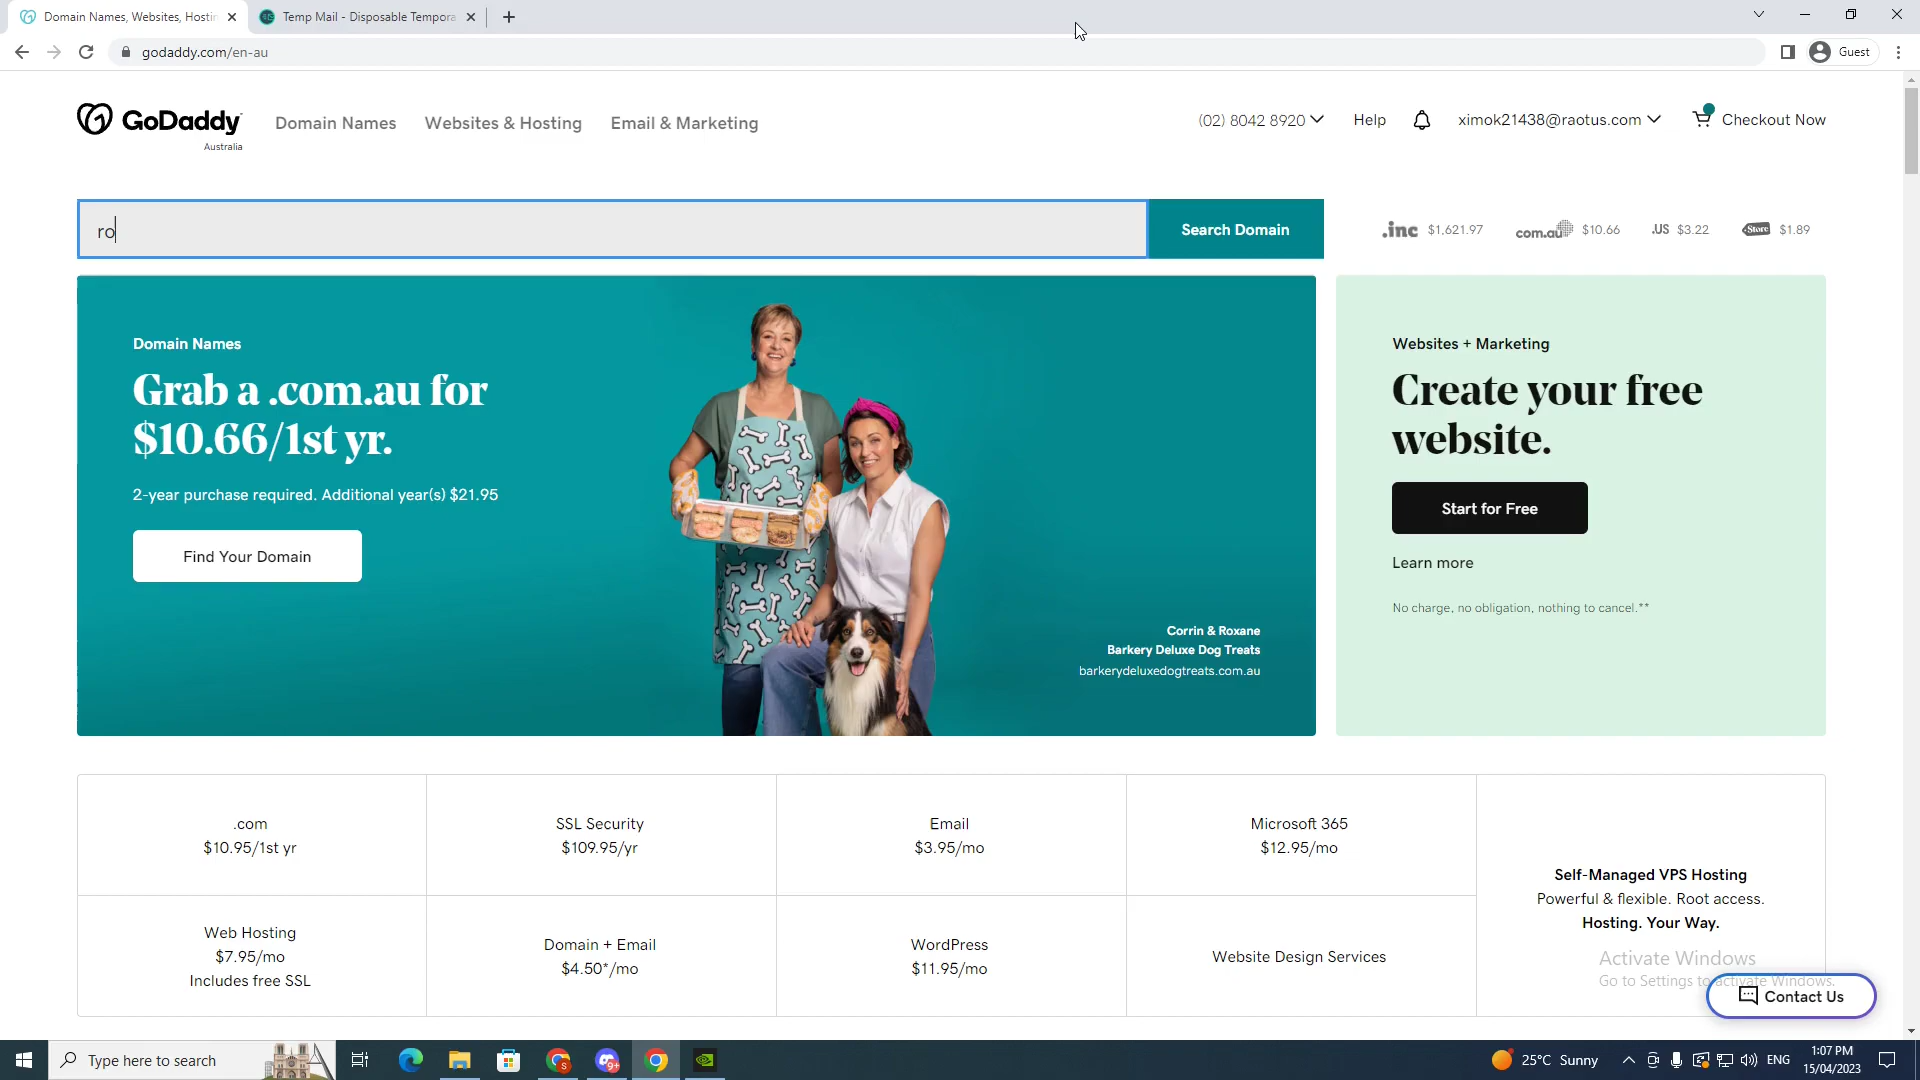 Domain Names, Websites, Hostin
Temp Mail - Disposable Tempora
godaddy.com/en-au
Guest
GoDaddy
Australia
Domain Names
Websites & Hosting
Email & Marketing
(02) 8042 8920
Help
ximok21438@raotus.com
Checkout Now
ro
Search Domain
.inc $1,621.97
com.au $10.66
.US $3.22
.Store $1.89
Domain Names
Grab a .com.au for
$10.66/1st yr.
2-year purchase required. Additional year(s) $21.95
Find Your Domain
Corrin & Roxane
Barkery Deluxe Dog Treats
barkerydeluxedogtreats.com.au
Websites + Marketing
Create your free
website.
Start for Free
Learn more
No charge, no obligation, nothing to cancel.**
.com
$10.95/1st yr
SSL Security
$109.95/yr
Email
$3.95/mo
Microsoft 365
$12.95/mo
Web Hosting
$7.95/mo
Includes free SSL
Domain + Email
$4.50*/mo
WordPress
$11.95/mo
Website Design Services
Self-Managed VPS Hosting
Powerful & flexible. Root access.
Hosting. Your Way.
Activate Windows
Go to Settings to activate Windows.
Contact Us
Type here to search
S
9+
25°C Sunny
ENG
1:07 PM
15/04/2023